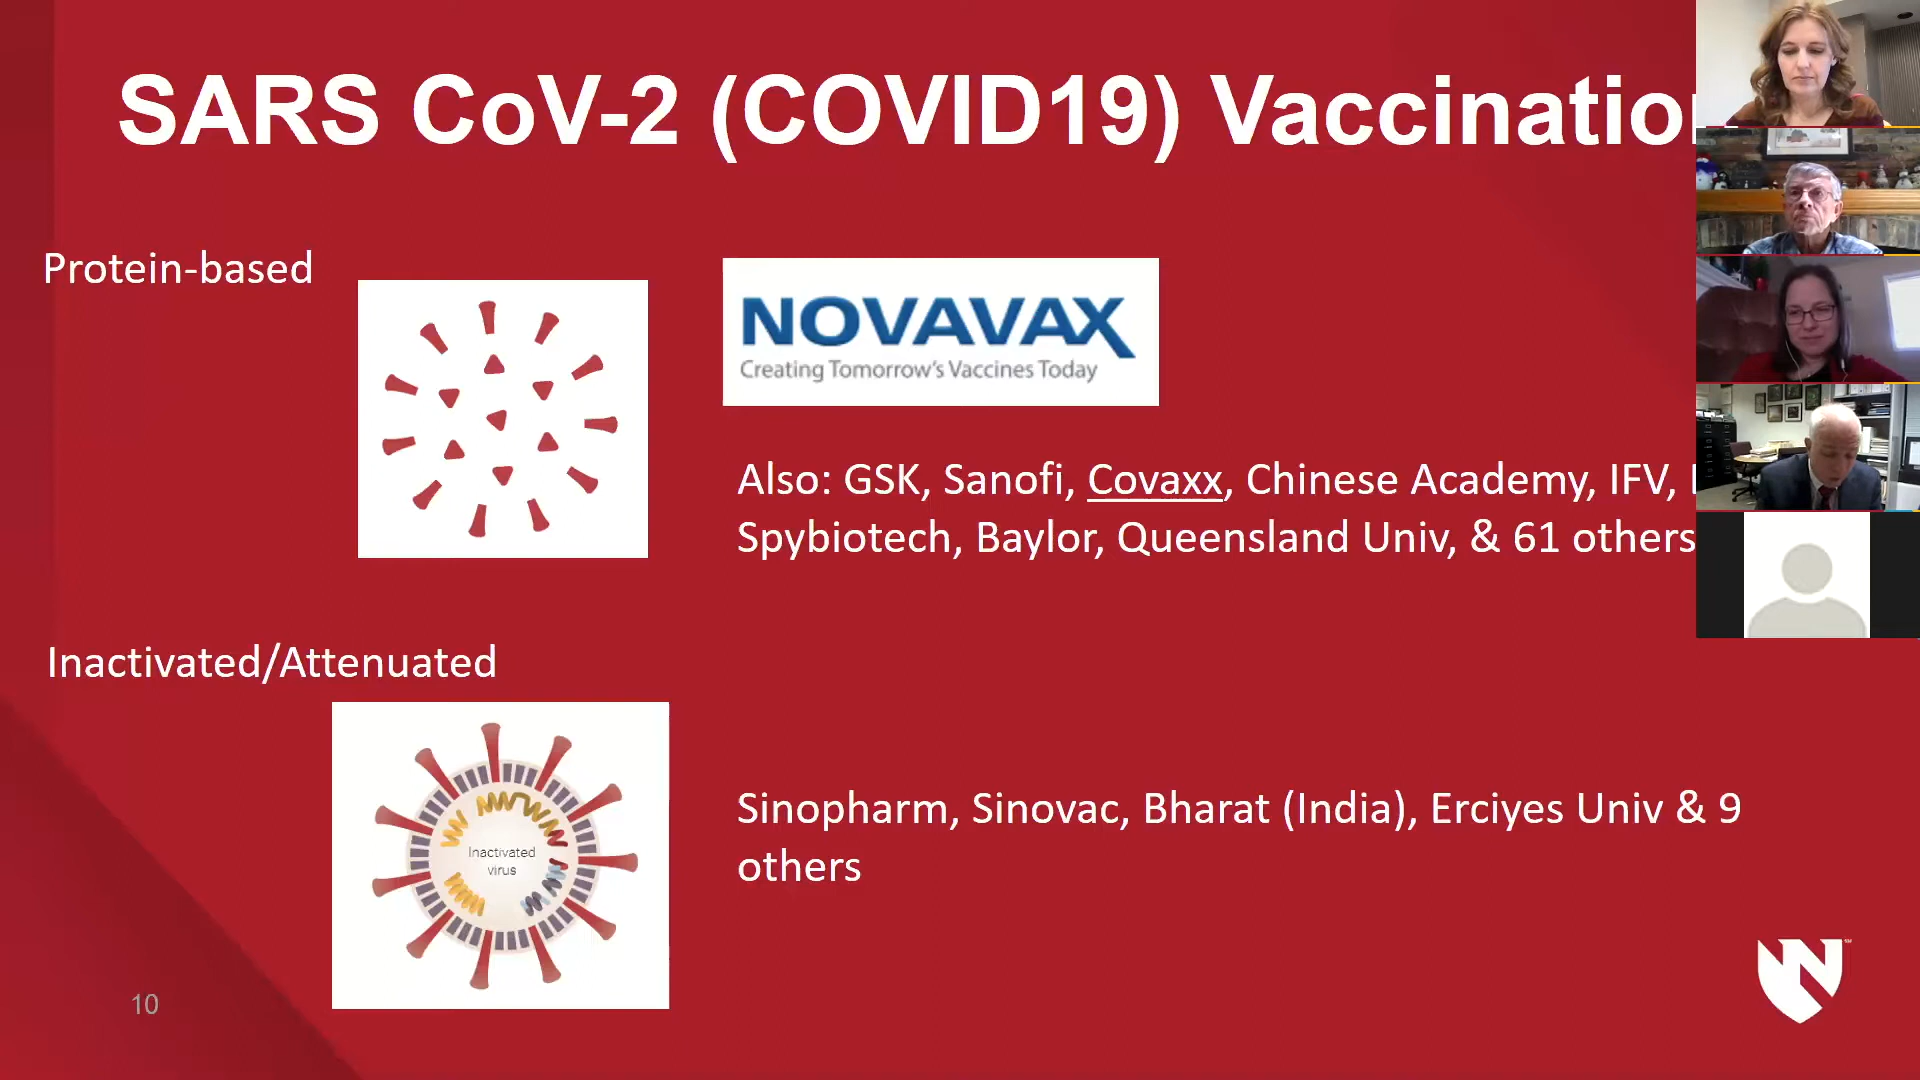 SARS CoV-2 (COVID19) Vaccination
Protein-based
NOVAVAX
Creating Tomorrow's Vaccines Today
Also: GSK, Sanofi, Covaxx, Chinese Academy, IFV,
Spybiotech, Baylor, Queensland Univ, & 61 others
Inactivated/Attenuated
Inactivated
virus
Sinopharm, Sinovac, Bharat (India), Erciyes Univ & 9
others
10